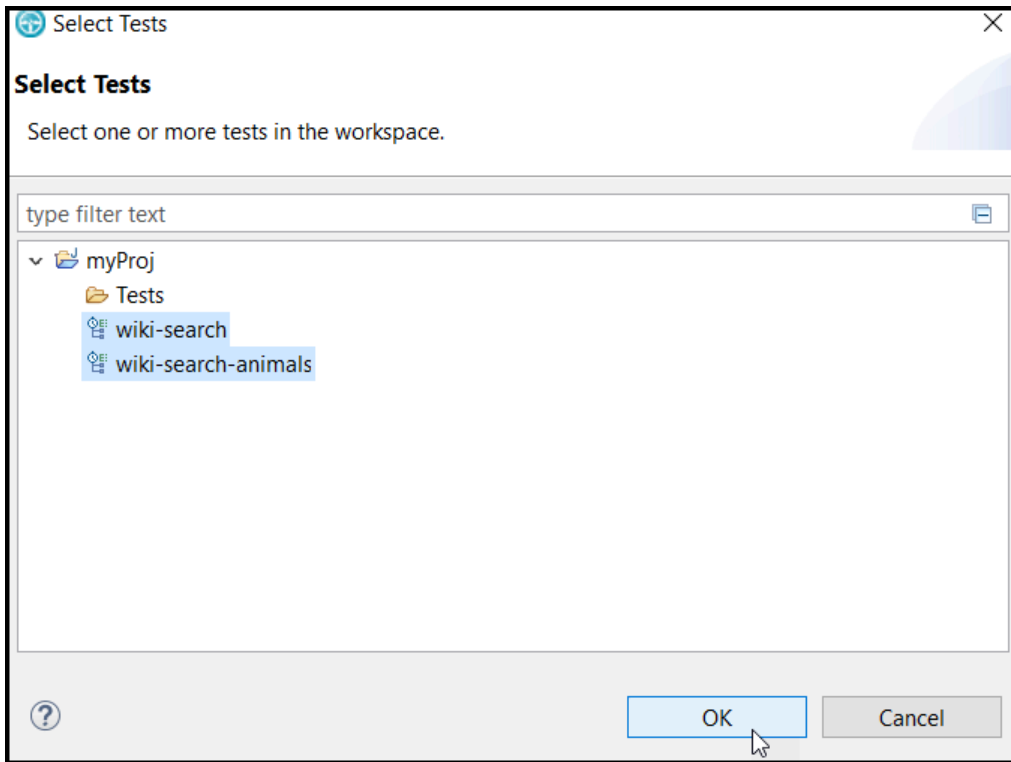 Select Tests
Select Tests
Select one or more tests in the workspace.
type filter text
myProj
Tests
wiki-search
wiki-search-animals
OK Cancel